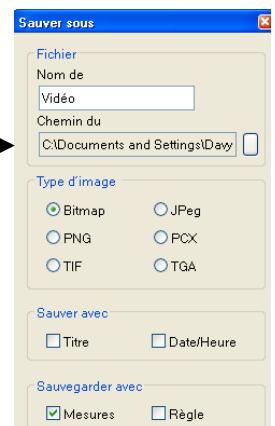 Sauver sous
Fichier
Nom de
Vidéo
Chemin du
C:\Documents and Settings\Davy
Type d'image
Bitmap JPeg
PNG PCX
TIF TGA
Sauver avec
Titre Date/Heure
Sauvegarder avec
Mesures Règle